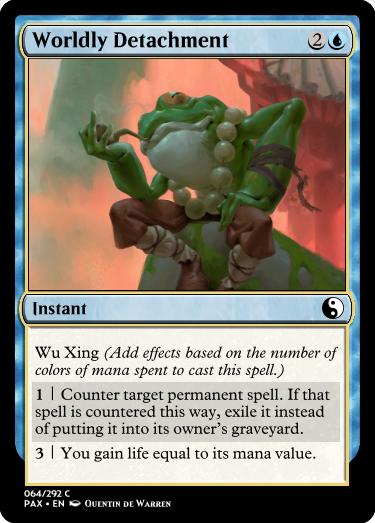 Worldly Detachment 2
Instant
Wu Xing (Add effects based on the number of
colors of mana spent to cast this spell.)
1 | Counter target permanent spell. If that
spell is countered this way, exile it instead
of putting it into its owner's graveyard.
3 | You gain life equal to its mana value.
064/292 C
PAX • EN Quentin de Warren